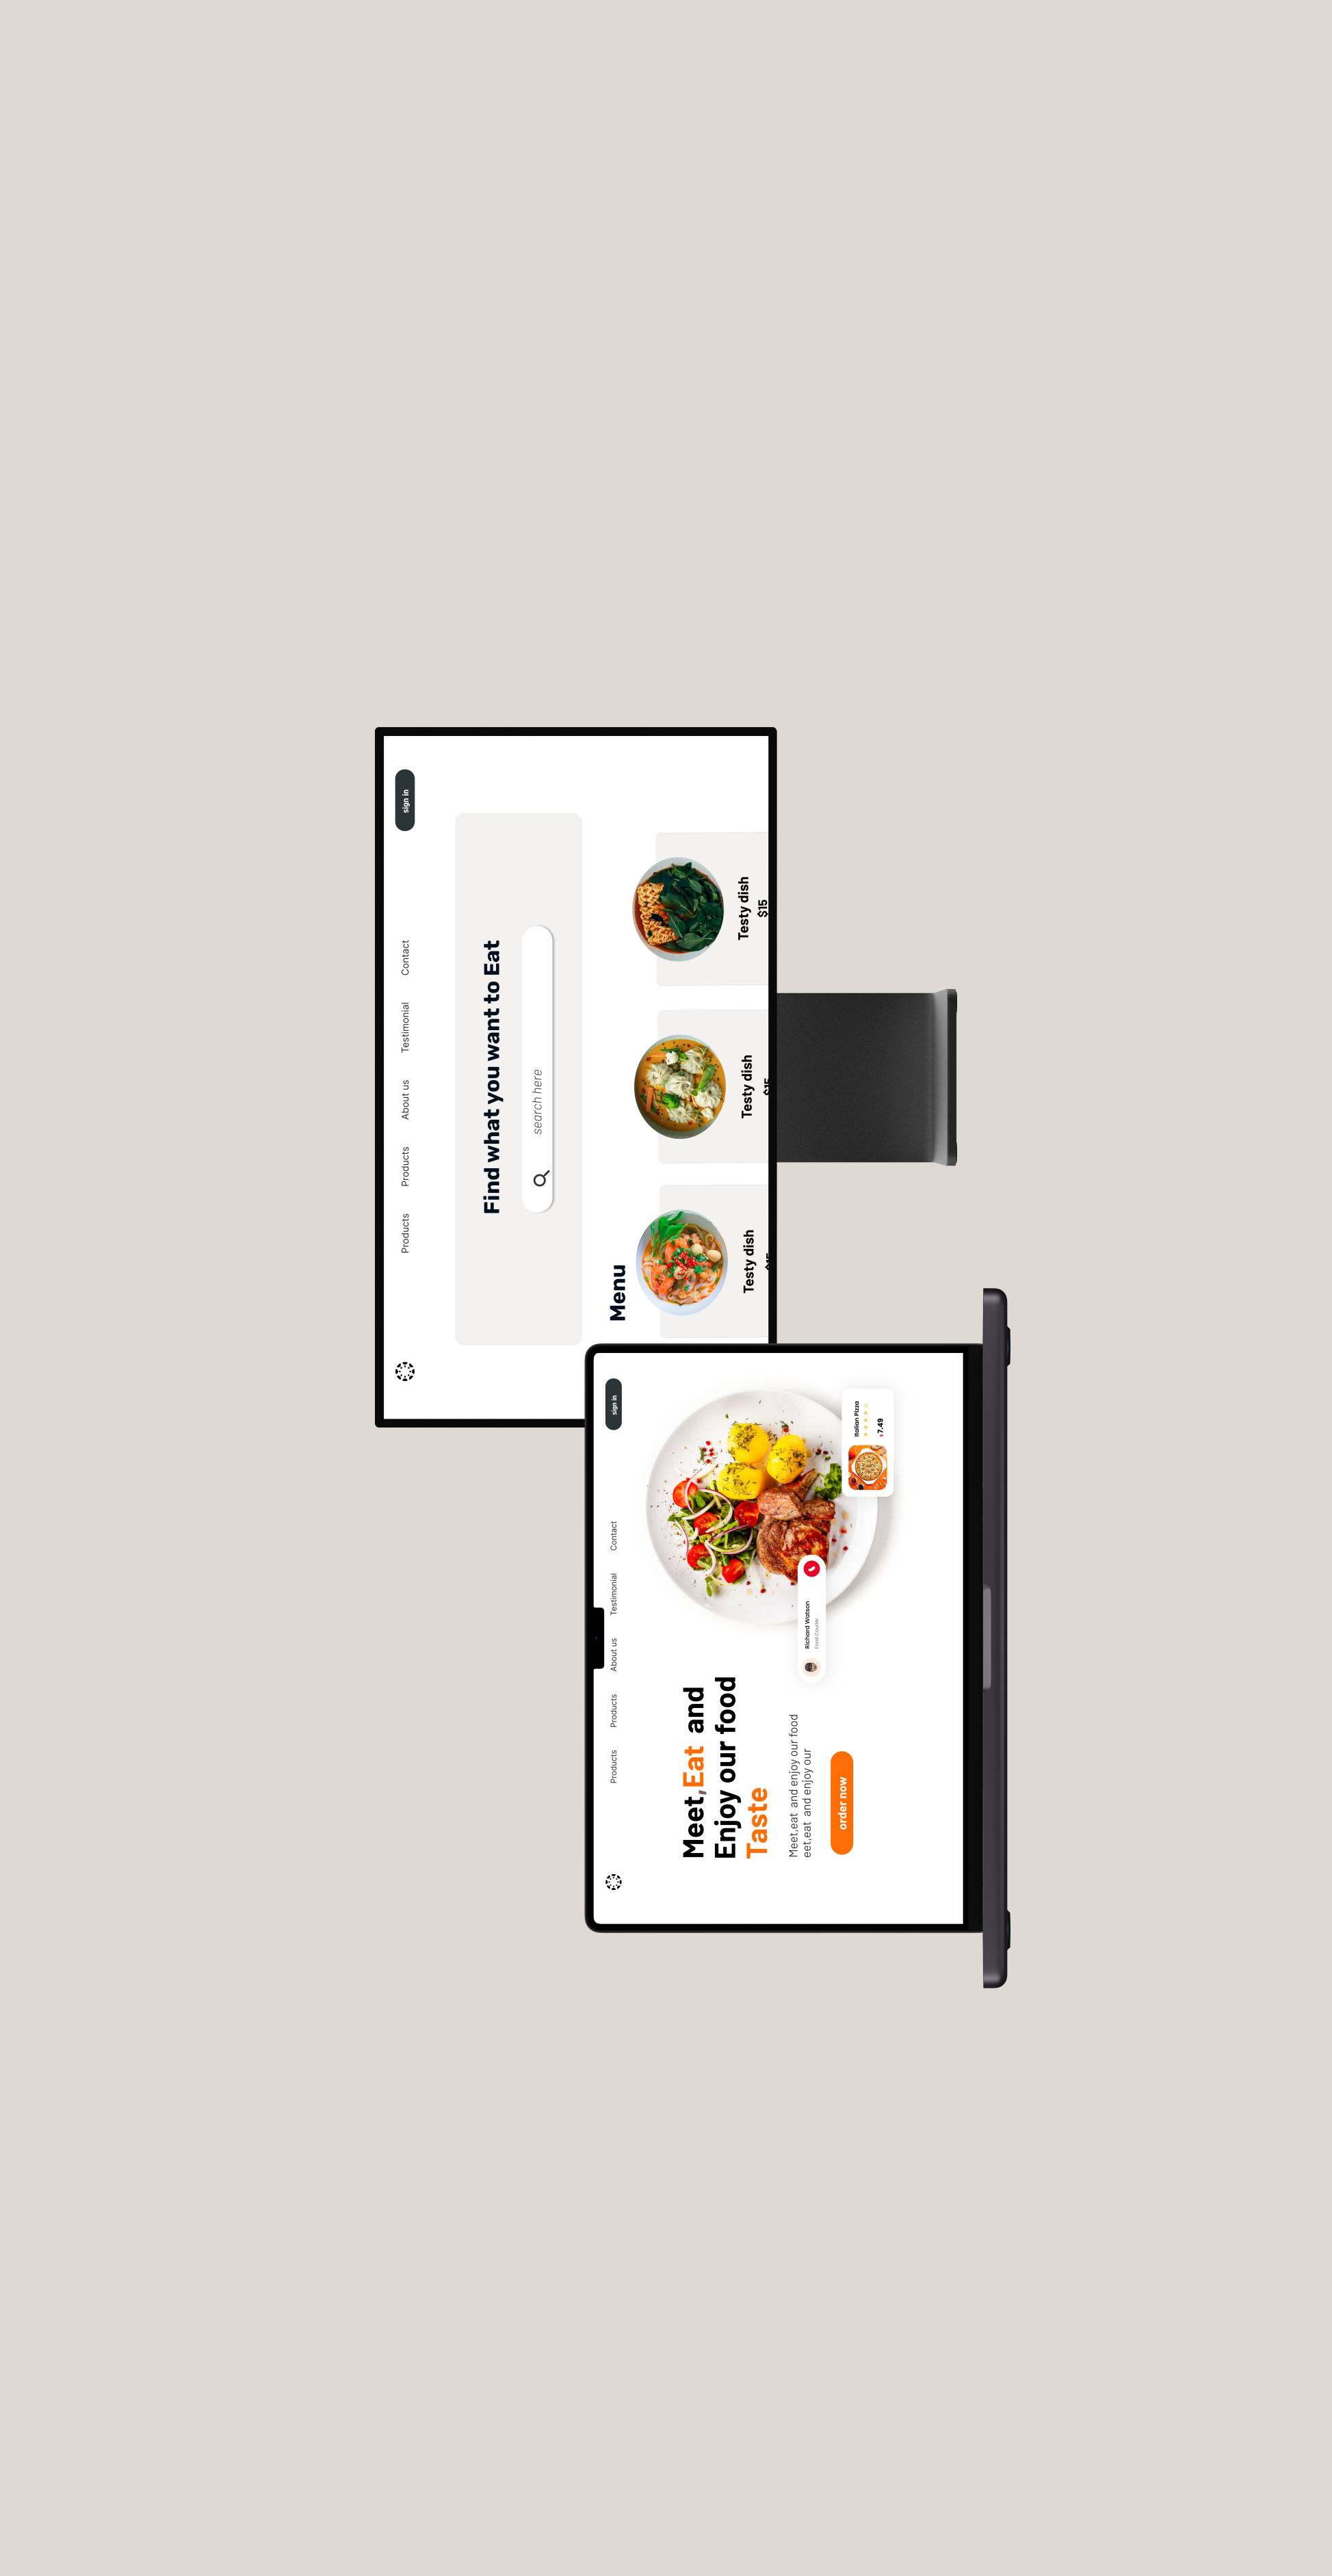 Products
Products
About us
Testimonial
Contact
sign in
Find what you want to Eat
search here
Menu
Testy dish
Testy dish
$15
Testy dish
$15
Products
Products
About us
Testimonial
Contact
sign in
Meet,Eat and
Enjoy our food
Taste
Meet,eat and enjoy our food
eet,eat and enjoy our
order now
Richard Watson
Food Courier
Italian Pizza
$7.49